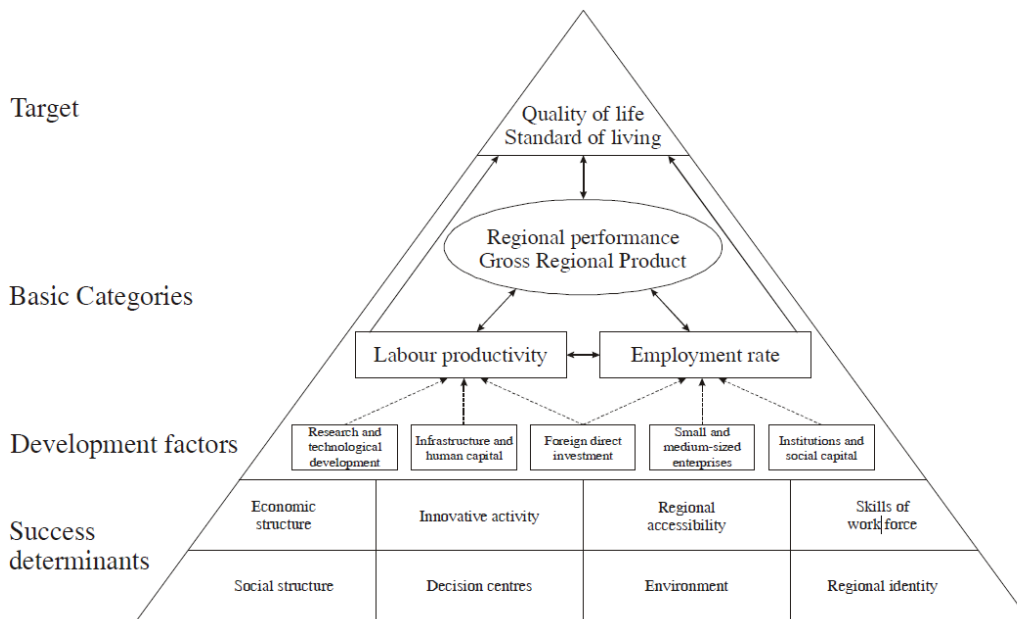 Target
Quality of life
Standard of living
Regional performance
Gross Regional Product
Basic Categories
Labour productivity
Employment rate
Development factors
Research and
technological
development
Infrastructure and
human capital
Foreign direct
investment
Small and
medium-sized
enterprises
Institutions and
social capital
Success
determinants
Economic
structure
Innovative activity
Regional
accessibility
Skills of
work force
Social structure
Decision centres
Environment
Regional identity